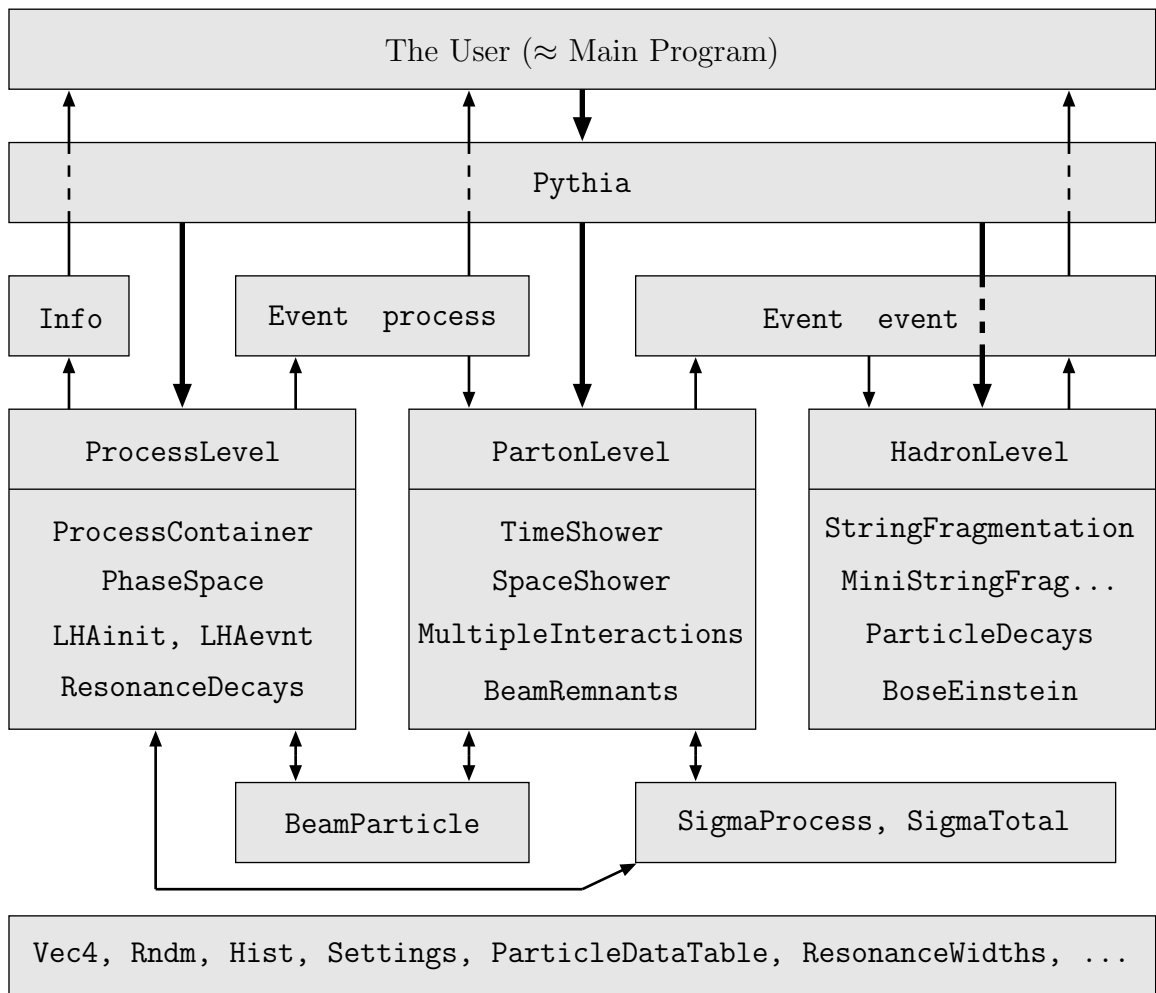 The User (≈ Main Program)
Pythia
Info
Event process
Event event
ProcessLevel
ProcessContainer
PhaseSpace
LHAinit, LHAevnt
ResonanceDecays
PartonLevel
TimeShower
SpaceShower
MultipleInteractions
BeamRemnants
HadronLevel
StringFragmentation
MiniStringFrag...
ParticleDecays
BoseEinstein
BeamParticle
SigmaProcess, SigmaTotal
Vec4, Rndm, Hist, Settings, ParticleDataTable, ResonanceWidths, ...